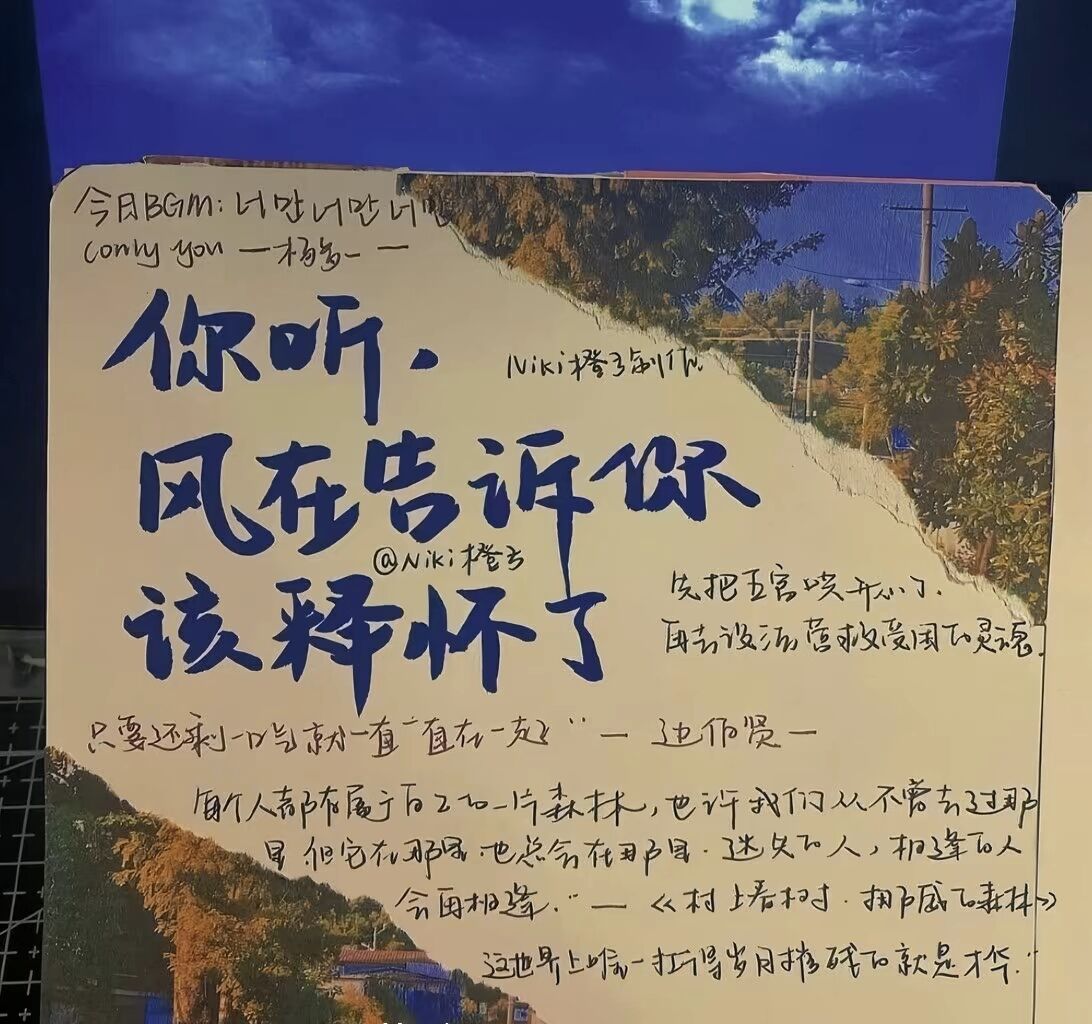 今日BGM：너만너만너만
(only you —杨多一 —
你听，
Niki橙子制作
风在告诉你
@Niki橙子
该释怀了
先把五官哄开心了，
再去设法营救受困的灵魂．
只要还剩一口气就一直一直在一起” — 边伯贤 —
每个人都有属于自己的一片森林，也许我们从不曾去过那
里 但它在那里．也总会在那里．迷失的人，相逢的人
会再相逢．” — 《村上春树．挪威的森林》
这世界上唯一扛得岁月摧残的就是才华．”